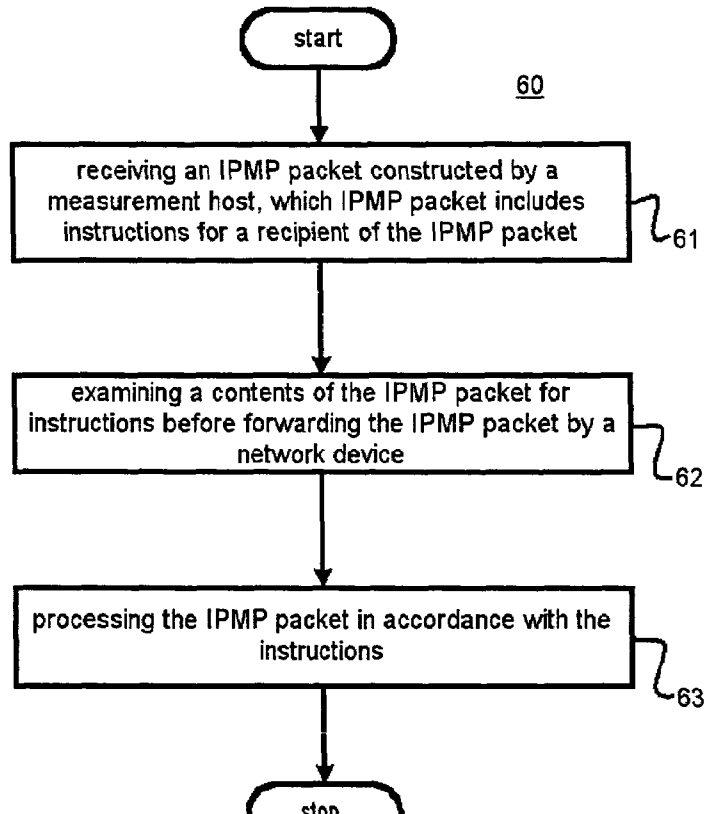 start
60
receiving an IPMP packet constructed by a
measurement host, which IPMP packet includes
instructions for a recipient of the IPMP packet
61
examining a contents of the IPMP packet for
instructions before forwarding the IPMP packet by a
network device
62
processing the IPMP packet in accordance with the
instructions
63
stop